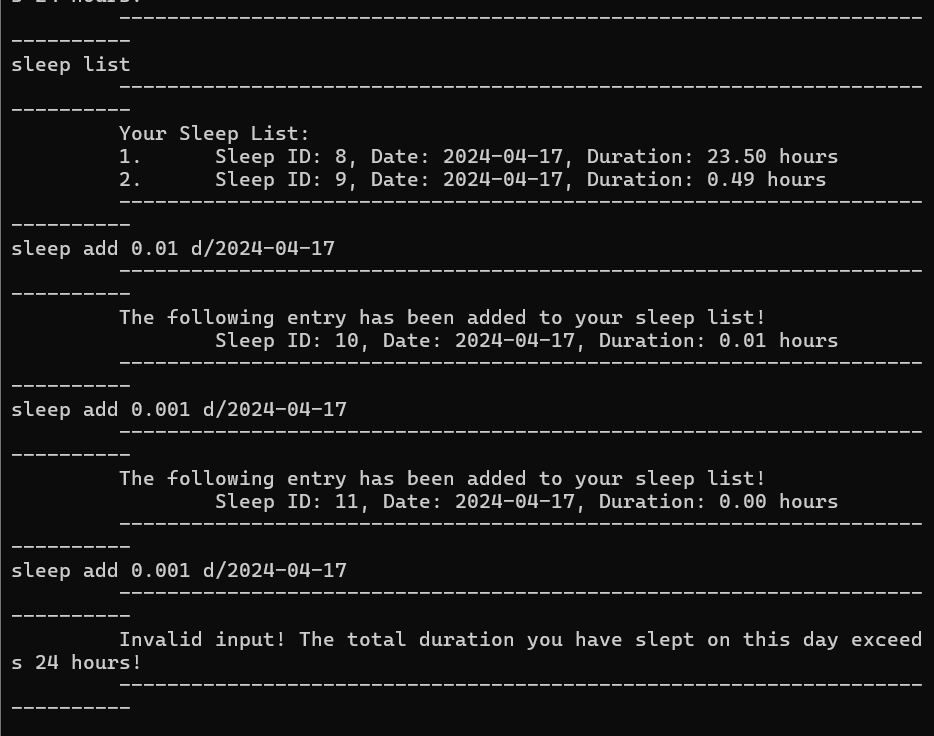 s 24 hours!
-------------------------------------------------------------------
----------
sleep list
-------------------------------------------------------------------
----------
Your Sleep List:
1.      Sleep ID: 8, Date: 2024-04-17, Duration: 23.50 hours
2.      Sleep ID: 9, Date: 2024-04-17, Duration: 0.49 hours
-------------------------------------------------------------------
----------
sleep add 0.01 d/2024-04-17
-------------------------------------------------------------------
----------
The following entry has been added to your sleep list!
Sleep ID: 10, Date: 2024-04-17, Duration: 0.01 hours
-------------------------------------------------------------------
----------
sleep add 0.001 d/2024-04-17
-------------------------------------------------------------------
----------
The following entry has been added to your sleep list!
Sleep ID: 11, Date: 2024-04-17, Duration: 0.00 hours
-------------------------------------------------------------------
----------
sleep add 0.001 d/2024-04-17
-------------------------------------------------------------------
----------
Invalid input! The total duration you have slept on this day exceed
s 24 hours!
-------------------------------------------------------------------
----------